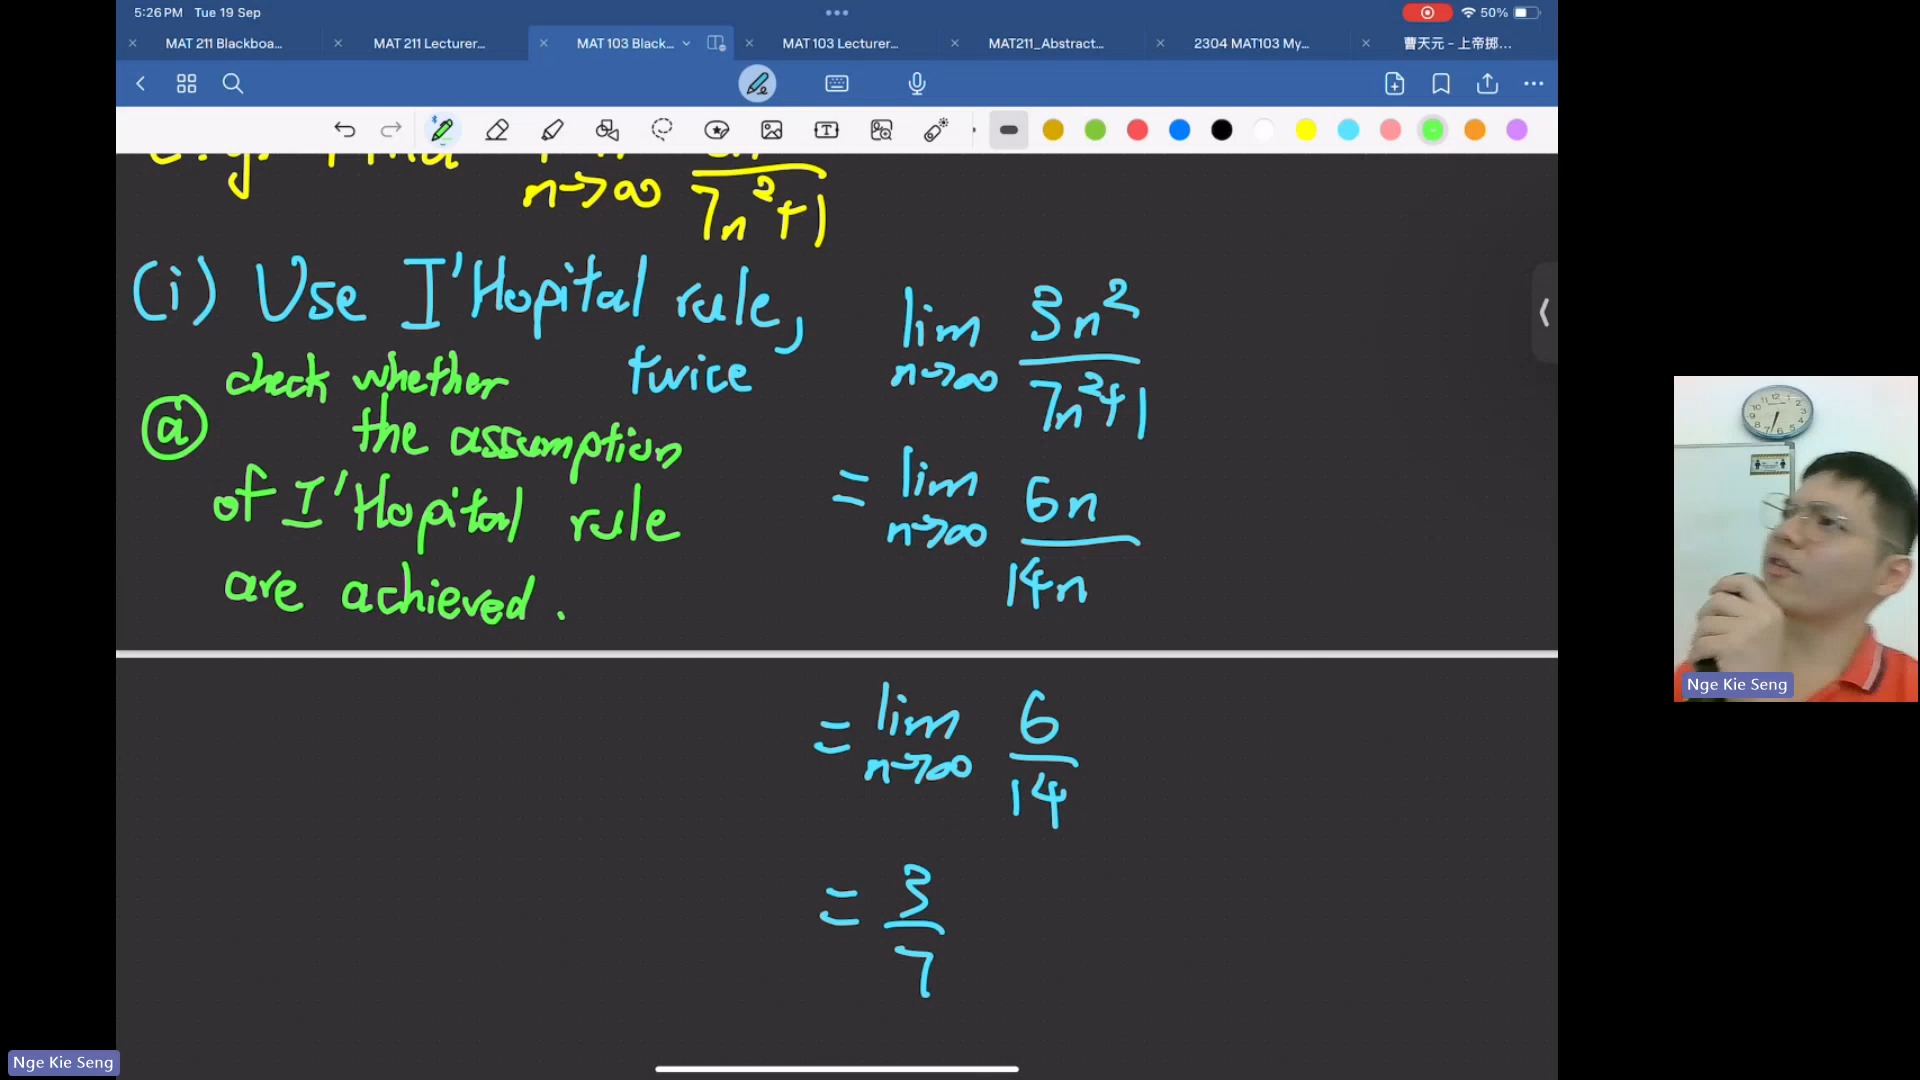 5:26 PM Tue 19 Sep
50%
MAT 211 Blackboa...
MAT 211 Lecturer...
MAT 103 Black...
MAT 103 Lecturer...
MAT211_Abstract...
2304 MAT103 My...
曹天元 - 上帝掷...
e.g. Find
n→∞ 7n²+1
(i) Use I'Hopital rule,
twice
ⓐ check whether
the assumption
of I'Hopital rule
are achieved.
lim n→∞ 3n² / 7n²+1
= lim n→∞ 6n / 14n
= lim n→∞ 6 / 14
= 3 / 7
Nge Kie Seng
Nge Kie Seng